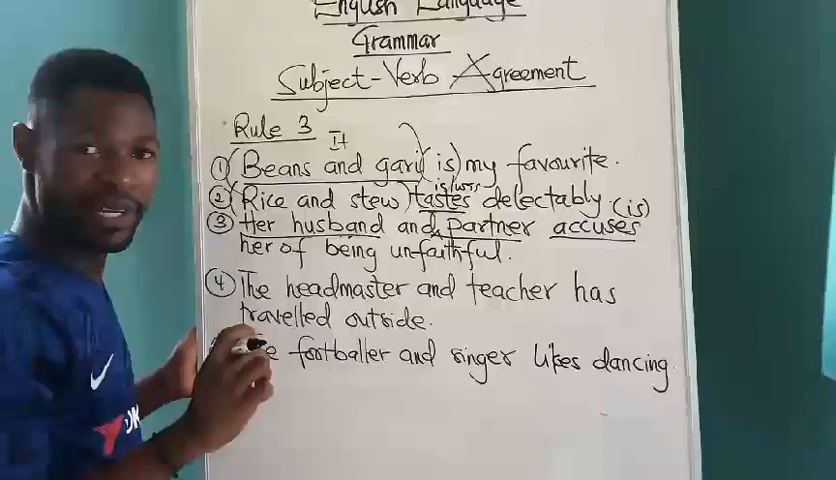 English Language
Grammar
Subject-Verb Agreement
Rule 3
It
① (Beans and gari) is) my favourite.
is/was
② (Rice and stew) tastes delectably. (is)
③ Her husband and ^ partner accuses
her of being unfaithful.
④ The headmaster and teacher has
travelled outside.
footballer and singer likes dancing.